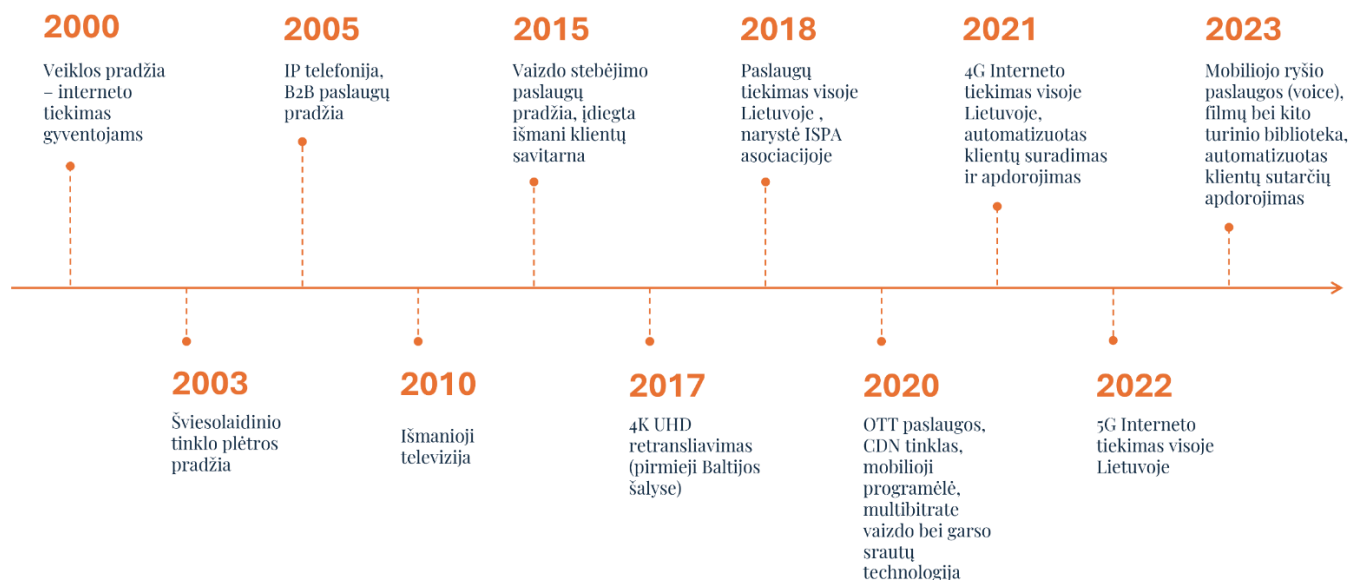 2000
Veiklos pradžia
– interneto
tiekimas
gyventojams
2005
IP telefonija,
B2B paslaugų
pradžia
2015
Vaizdo stebėjimo
paslaugų
pradžia, įdiegta
išmani klientų
savitarna
2018
Paslaugų
tiekimas visoje
Lietuvoje ,
narystė ISPA
asociacijoje
2021
4G Interneto
tiekimas visoje
Lietuvoje,
automatizuotas
klientų suradimas
ir apdorojimas
2023
Mobiliojo ryšio
paslaugos (voice),
filmų bei kito
turinio biblioteka,
automatizuotas
klientų sutarčių
apdorojimas
2003
Šviesolaidinio
tinklo plėtros
pradžia
2010
Išmanioji
televizija
2017
4K UHD
retransliavimas
(pirmieji Baltijos
šalyse)
2020
OTT paslaugos,
CDN tinklas,
mobilioji
programėlė,
multibitrate
vaizdo bei garso
srautų
technologija
2022
5G Interneto
tiekimas visoje
Lietuvoje